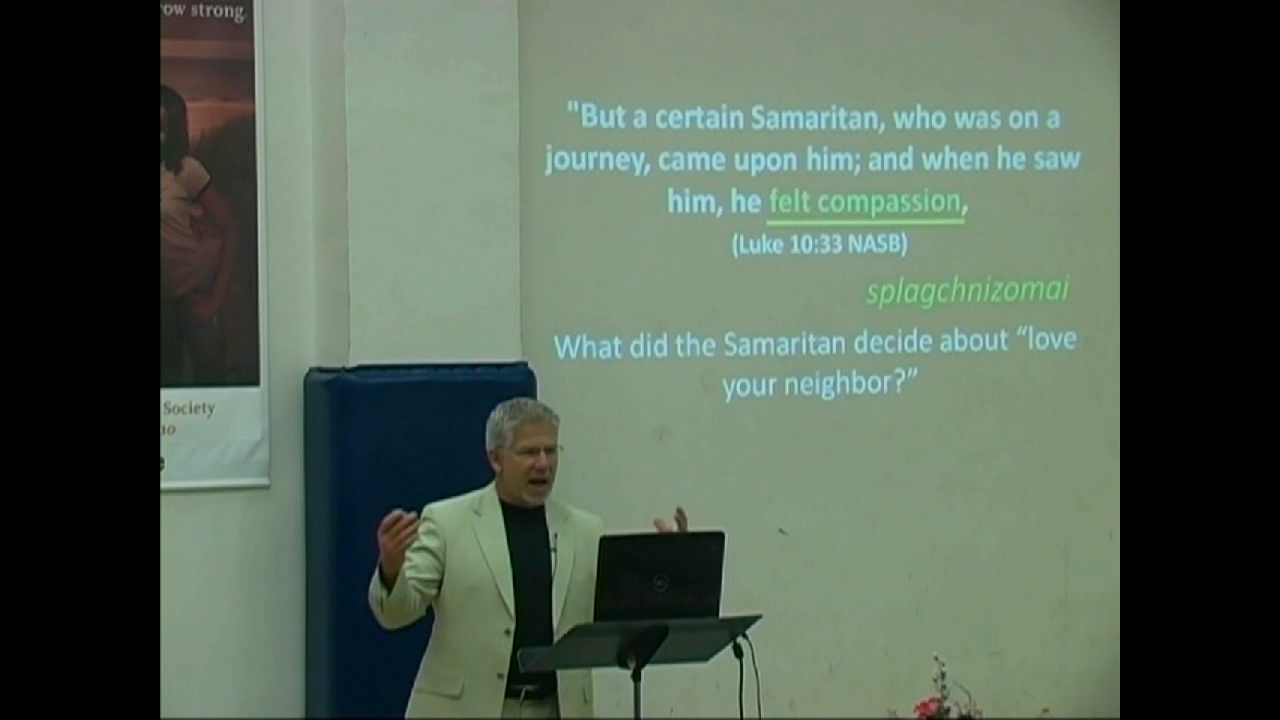 ow strong.
"But a certain Samaritan, who was on a
journey, came upon him; and when he saw
him, he felt compassion,
(Luke 10:33 NASB)
splagchnizomai
What did the Samaritan decide about “love
your neighbor?”
Society